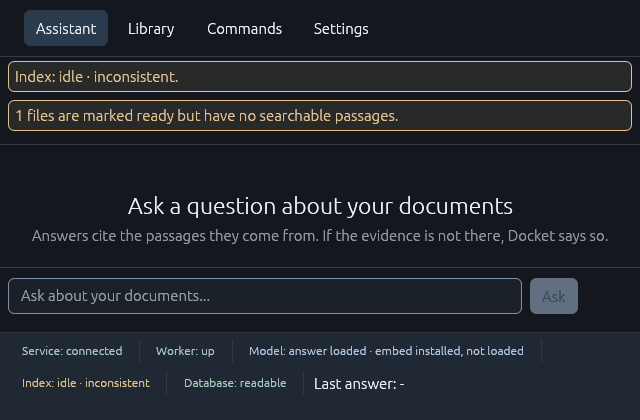 Assistant Library Commands Settings
Index: idle · inconsistent.
1 files are marked ready but have no searchable passages.
Ask a question about your documents
Answers cite the passages they come from. If the evidence is not there, Docket says so.
Ask about your documents... Ask
Service: connected Worker: up Model: answer loaded · embed installed, not loaded
Index: idle · inconsistent Database: readable Last answer: -